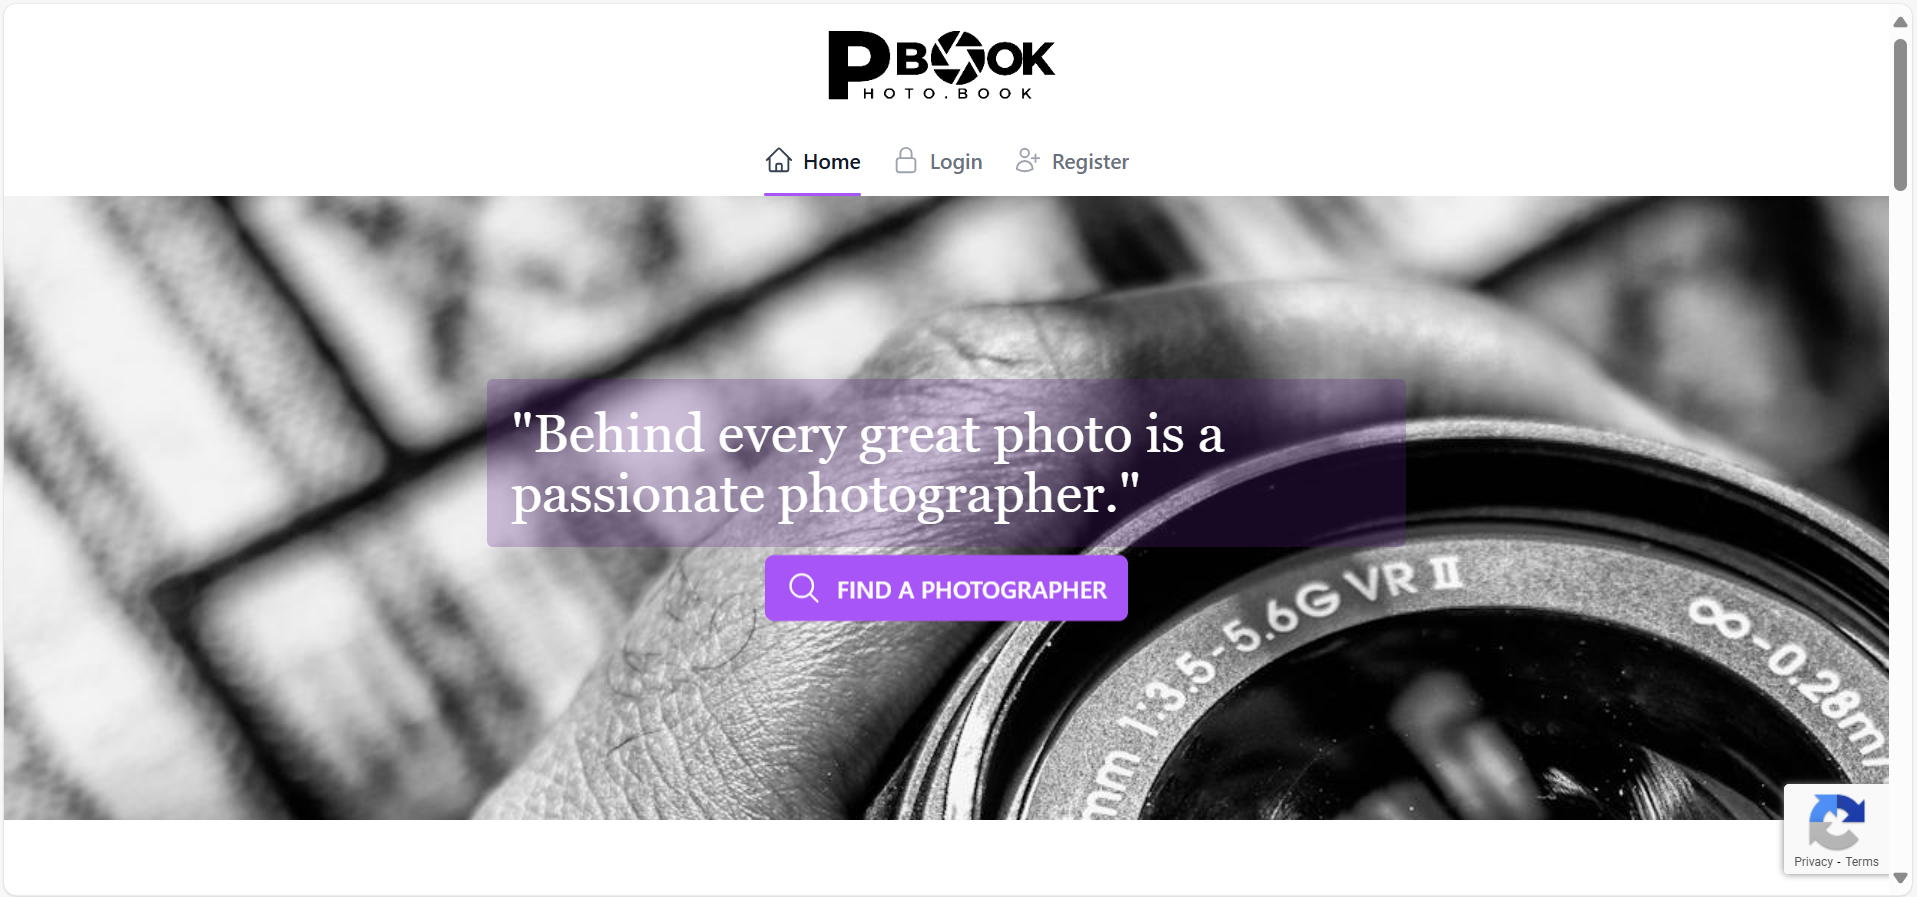 PBOOK
HOTO.BOOK
Home
Login
Register
"Behind every great photo is a
passionate photographer."
FIND A PHOTOGRAPHER
1:3.5-5.6G VR II
∞-0.28m/
Privacy - Terms